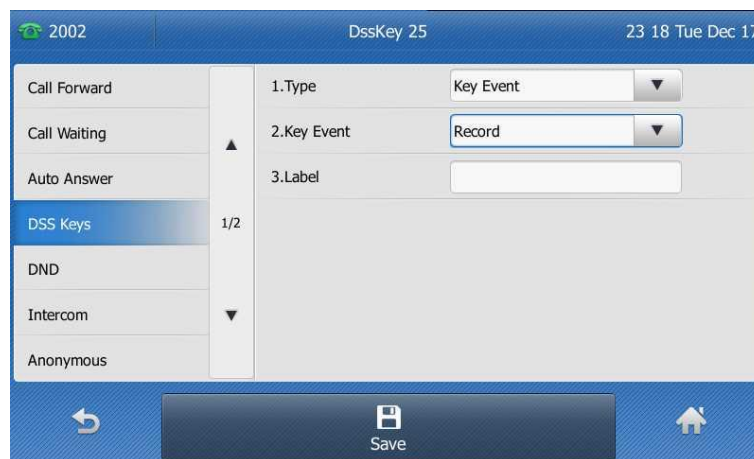 2002 DssKey 25 23 18 Tue Dec 17
Call Forward
Call Waiting
Auto Answer
DSS Keys
DND
Intercom
Anonymous
1/2
1.Type Key Event
2.Key Event Record
3.Label
Save